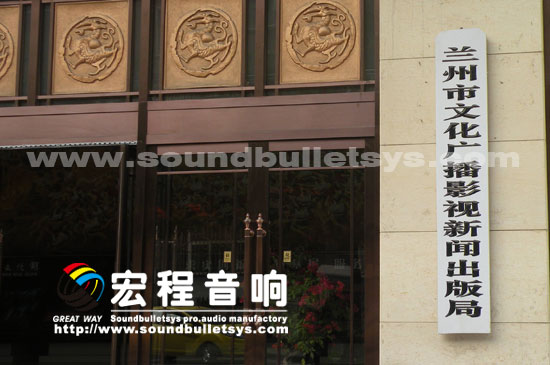 兰州市文化广播影视新闻出版局
www.soundbulletsys.com
宏程音响
GREAT WAY
Soundbulletsys pro.audio manufactory
http://www.soundbulletsys.com